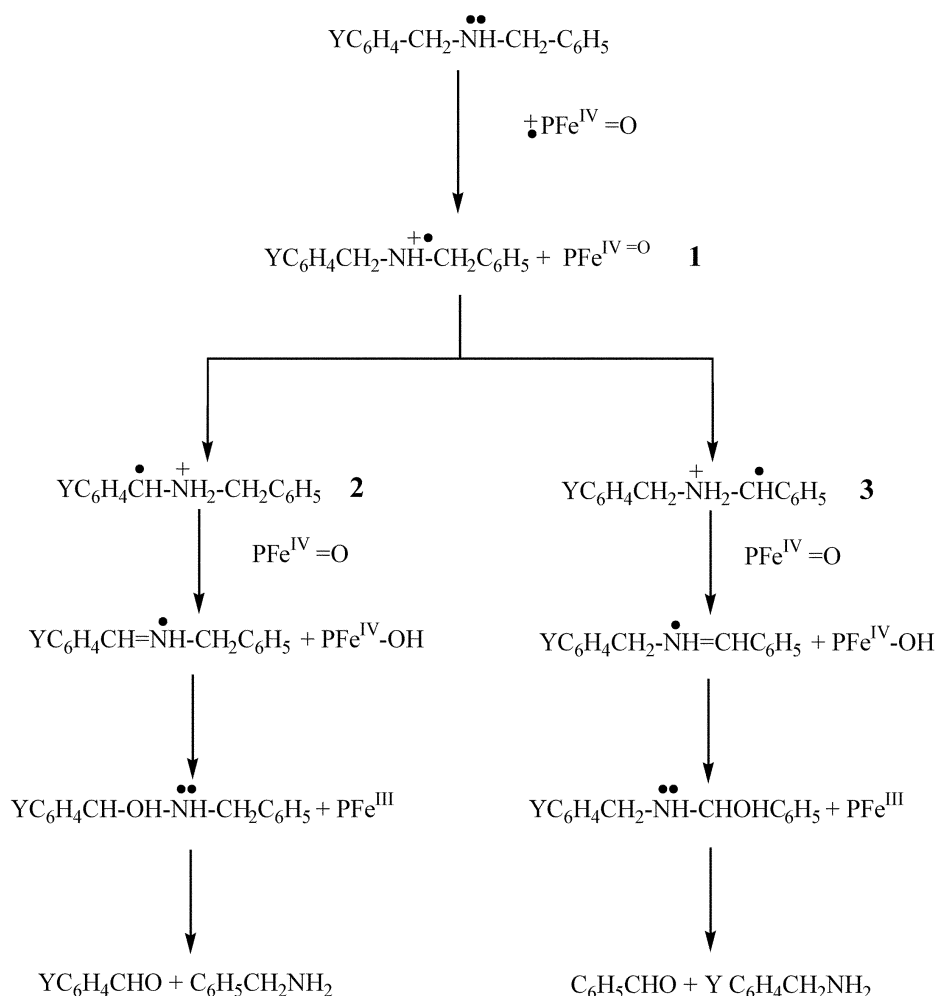 YC₆H₄-CH₂-NH-CH₂-C₆H₅
+ PFeᴵⱽ =O
+
YC₆H₄CH₂-NH-CH₂C₆H₅ + PFeᴵⱽ ⁼ᴼ 1
+
YC₆H₄CH-NH₂-CH₂C₆H₅ 2
+
YC₆H₄CH₂-NH₂-CHC₆H₅ 3
PFeᴵⱽ =O
PFeᴵⱽ =O
YC₆H₄CH=NH-CH₂C₆H₅ + PFeᴵⱽ-OH
YC₆H₄CH₂-NH=CHC₆H₅ + PFeᴵⱽ-OH
YC₆H₄CH-OH-NH-CH₂C₆H₅ + PFeᴵᴵᴵ
YC₆H₄CH₂-NH-CHOHC₆H₅ + PFeᴵᴵᴵ
YC₆H₄CHO + C₆H₅CH₂NH₂
C₆H₅CHO + Y C₆H₄CH₂NH₂